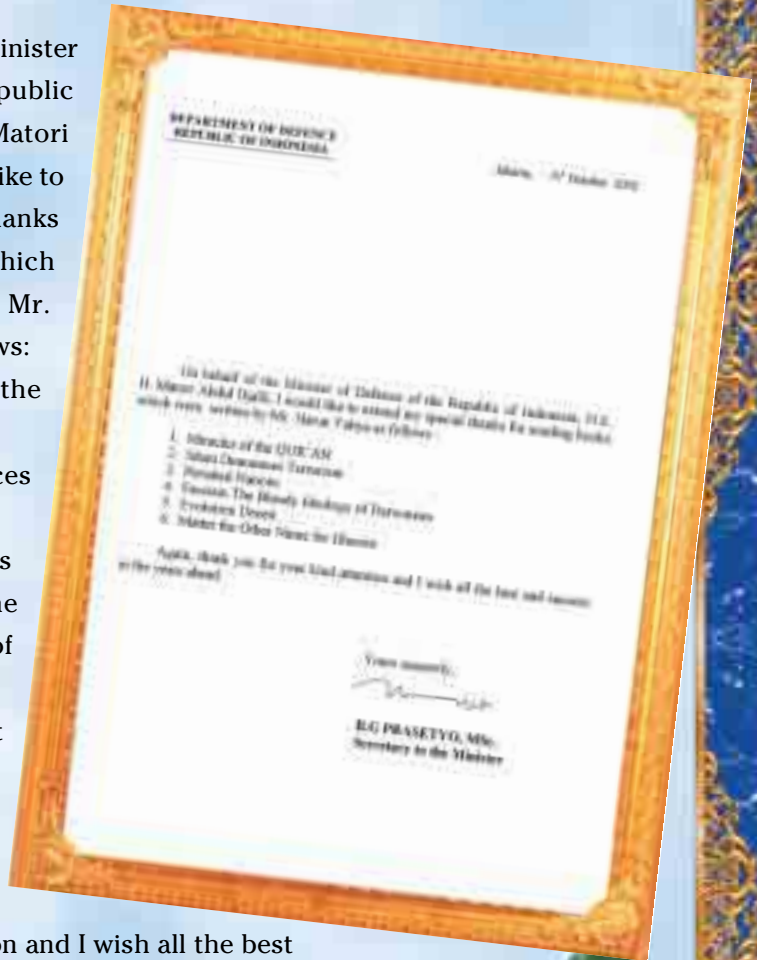 inister
public
Matori
ike to
anks
hich
Mr.
ws:
the
ces
s
ne
of
t
on and I wish all the best
DEPARTMENT OF DEFENCE
REPUBLIC OF INDONESIA
Jakarta, October
On behalf of the Minister of Defence of the Republic of Indonesia, H.E.
H. Matori Abdul Djalil, I would like to extend my special thanks for sending books
which were written by Mr. Harun Yahya as follows:
1. Miracles of the QUR'AN
2. Islam Denounces Terrorism
3. Perished Nations
4. Fascism: The Bloody Ideology of Darwinism
5. Evolution Deceit
6. Matter the Other Name for Illusion
Again, thank you for your kind attention and I wish all the best and success
in the years ahead.
Yours sincerely,
B.G PRASETYO, MSc.
Secretary to the Minister